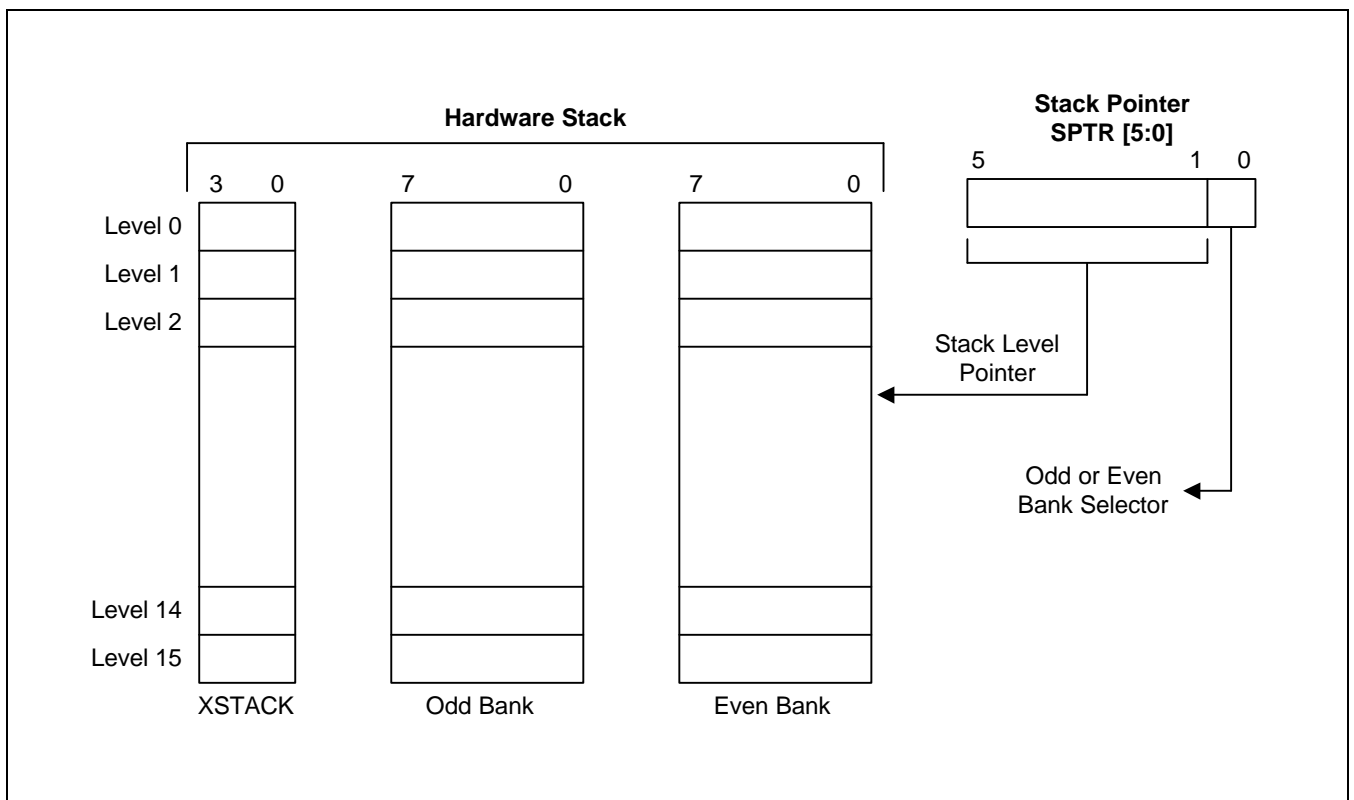 Hardware Stack
Stack Pointer
SPTR [5:0]
5 1 0
3 0 7 0 7 0
Level 0
Level 1
Level 2
Stack Level
Pointer
Odd or Even
Bank Selector
Level 14
Level 15
XSTACK Odd Bank Even Bank